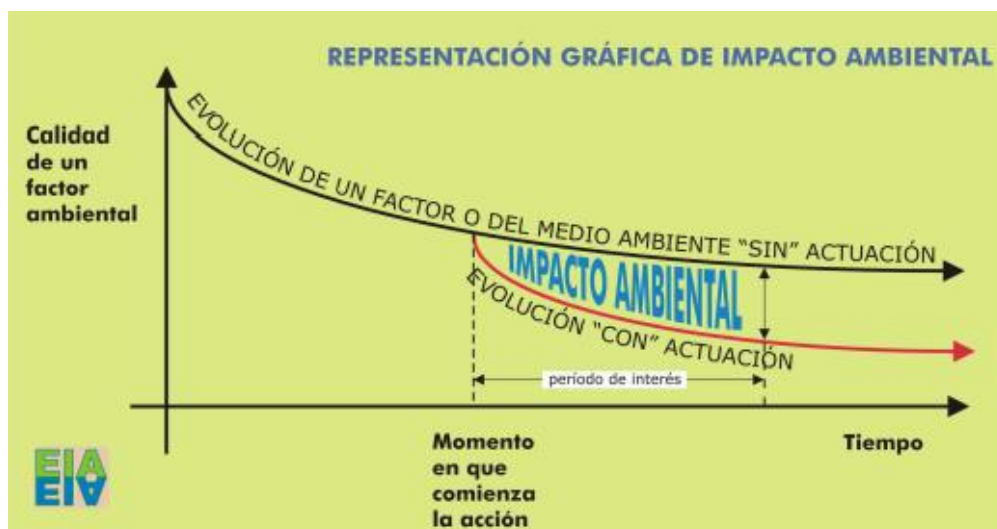 REPRESENTACIÓN GRÁFICA DE IMPACTO AMBIENTAL
Calidad
de un
factor
ambiental
EVOLUCIÓN DE UN FACTOR O DEL MEDIO AMBIENTE “SIN” ACTUACIÓN
IMPACTO AMBIENTAL
EVOLUCIÓN “CON” ACTUACIÓN
período de interés
Momento
en que
comienza
la acción
Tiempo
EIA
EIA